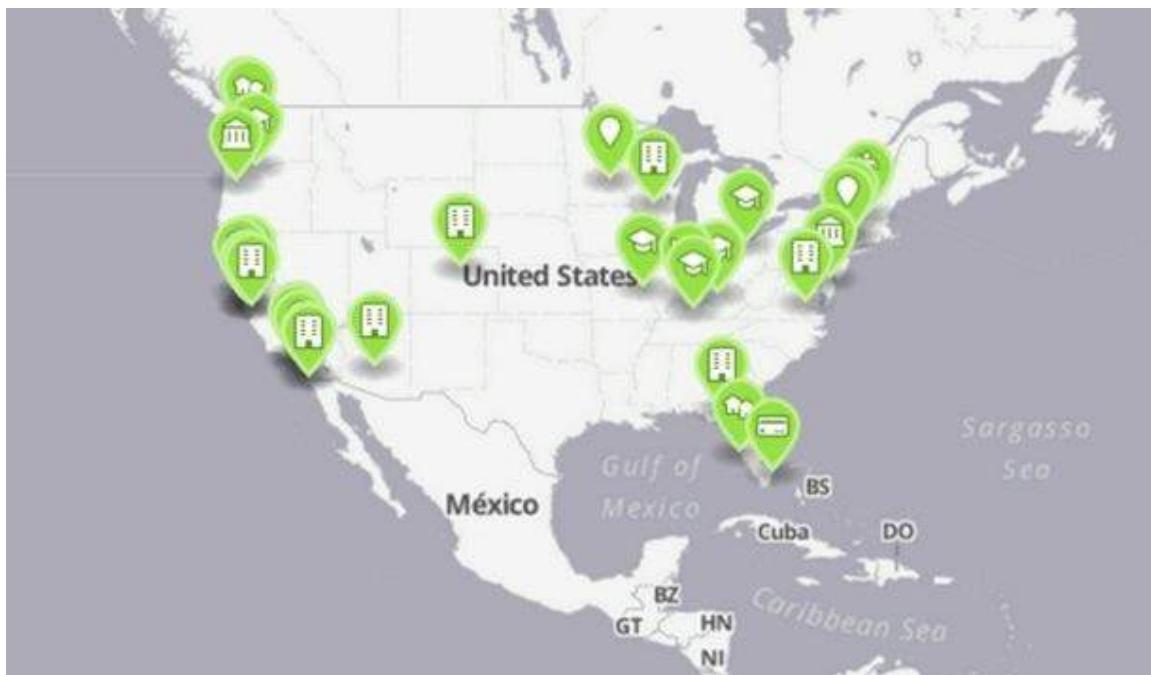 United States
Sargasso
Sea
Gulf of
Mexico
México
BS
Cuba
DO
BZ
Caribbean Sea
GT
HN
NI